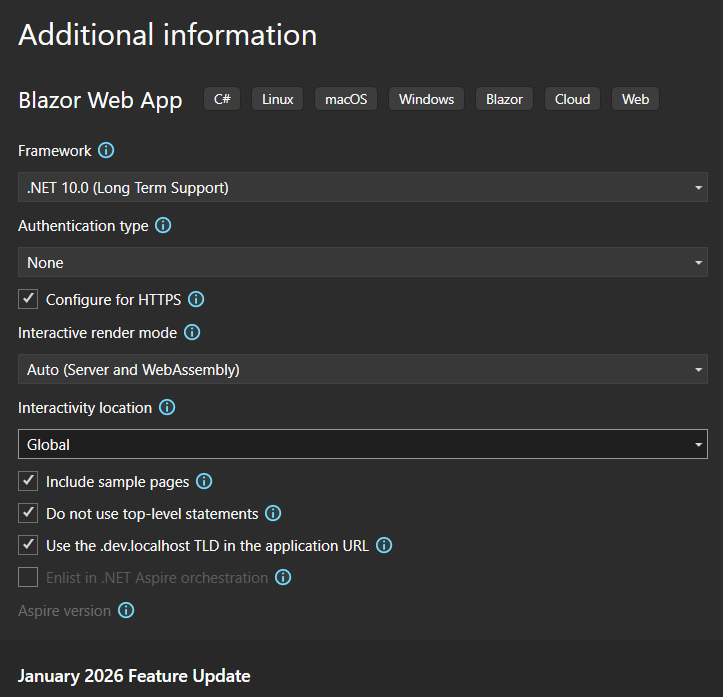 Additional information
Blazor Web App C# Linux macOS Windows Blazor Cloud Web
Framework
.NET 10.0 (Long Term Support)
Authentication type
None
Configure for HTTPS
Interactive render mode
Auto (Server and WebAssembly)
Interactivity location
Global
Include sample pages
Do not use top-level statements
Use the .dev.localhost TLD in the application URL
Enlist in .NET Aspire orchestration
Aspire version
January 2026 Feature Update